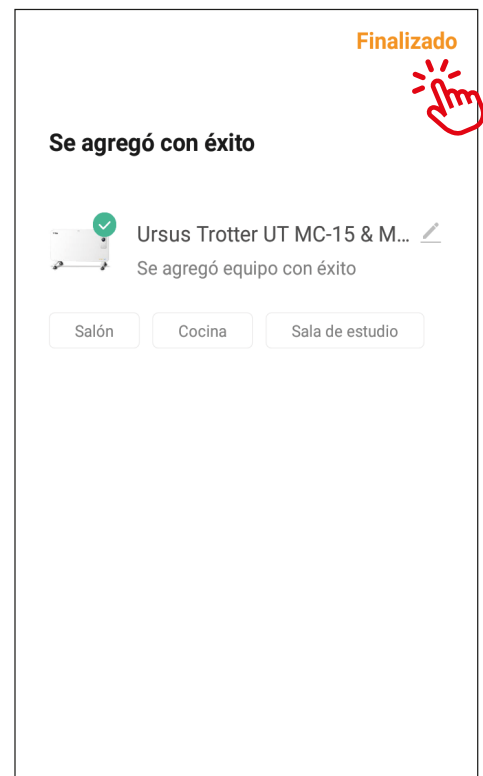 Finalizado
Se agregó con éxito
Ursus Trotter UT MC-15 & M...
Se agregó equipo con éxito
Salón Cocina Sala de estudio